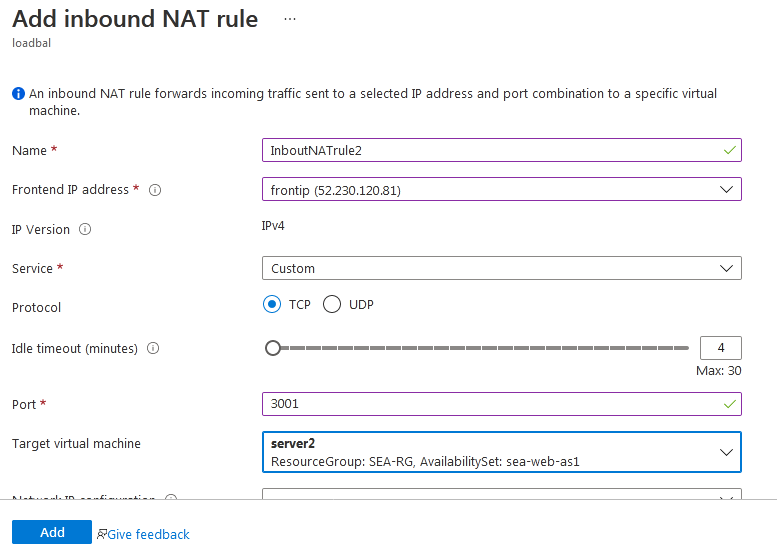 Add inbound NAT rule ...
loadbal
An inbound NAT rule forwards incoming traffic sent to a selected IP address and port combination to a specific virtual
machine.
Name * InboutNATrule2
Frontend IP address * frontip (52.230.120.81)
IP Version IPv4
Service * Custom
Protocol TCP UDP
Idle timeout (minutes) 4
Max: 30
Port * 3001
Target virtual machine server2
ResourceGroup: SEA-RG, AvailabilitySet: sea-web-as1
Network IP configuration
Add Give feedback